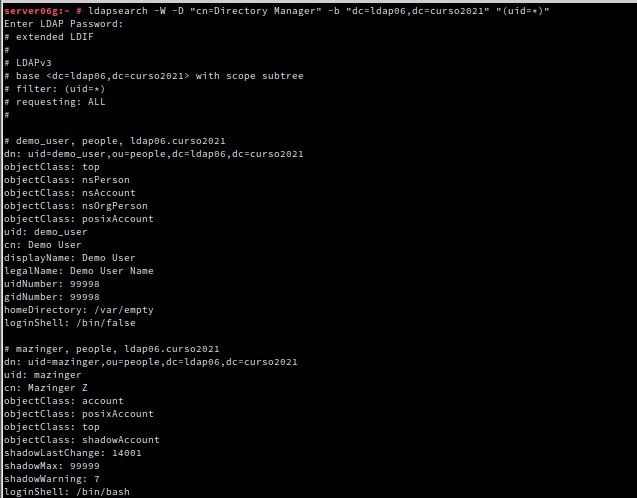 server06g:~ # ldapsearch -W -D "cn=Directory Manager" -b "dc=ldap06,dc=curso2021" "(uid=*)"
Enter LDAP Password:
# extended LDIF
#
# LDAPv3
# base <dc=ldap06,dc=curso2021> with scope subtree
# filter: (uid=*)
# requesting: ALL
#
# demo_user, people, ldap06.curso2021
dn: uid=demo_user,ou=people,dc=ldap06,dc=curso2021
objectClass: top
objectClass: nsPerson
objectClass: nsAccount
objectClass: nsOrgPerson
objectClass: posixAccount
uid: demo_user
cn: Demo User
displayName: Demo User
legalName: Demo User Name
uidNumber: 99998
gidNumber: 99998
homeDirectory: /var/empty
loginShell: /bin/false
# mazinger, people, ldap06.curso2021
dn: uid=mazinger,ou=people,dc=ldap06,dc=curso2021
uid: mazinger
cn: Mazinger Z
objectClass: account
objectClass: posixAccount
objectClass: top
objectClass: shadowAccount
shadowLastChange: 14001
shadowMax: 99999
shadowWarning: 7
loginShell: /bin/bash